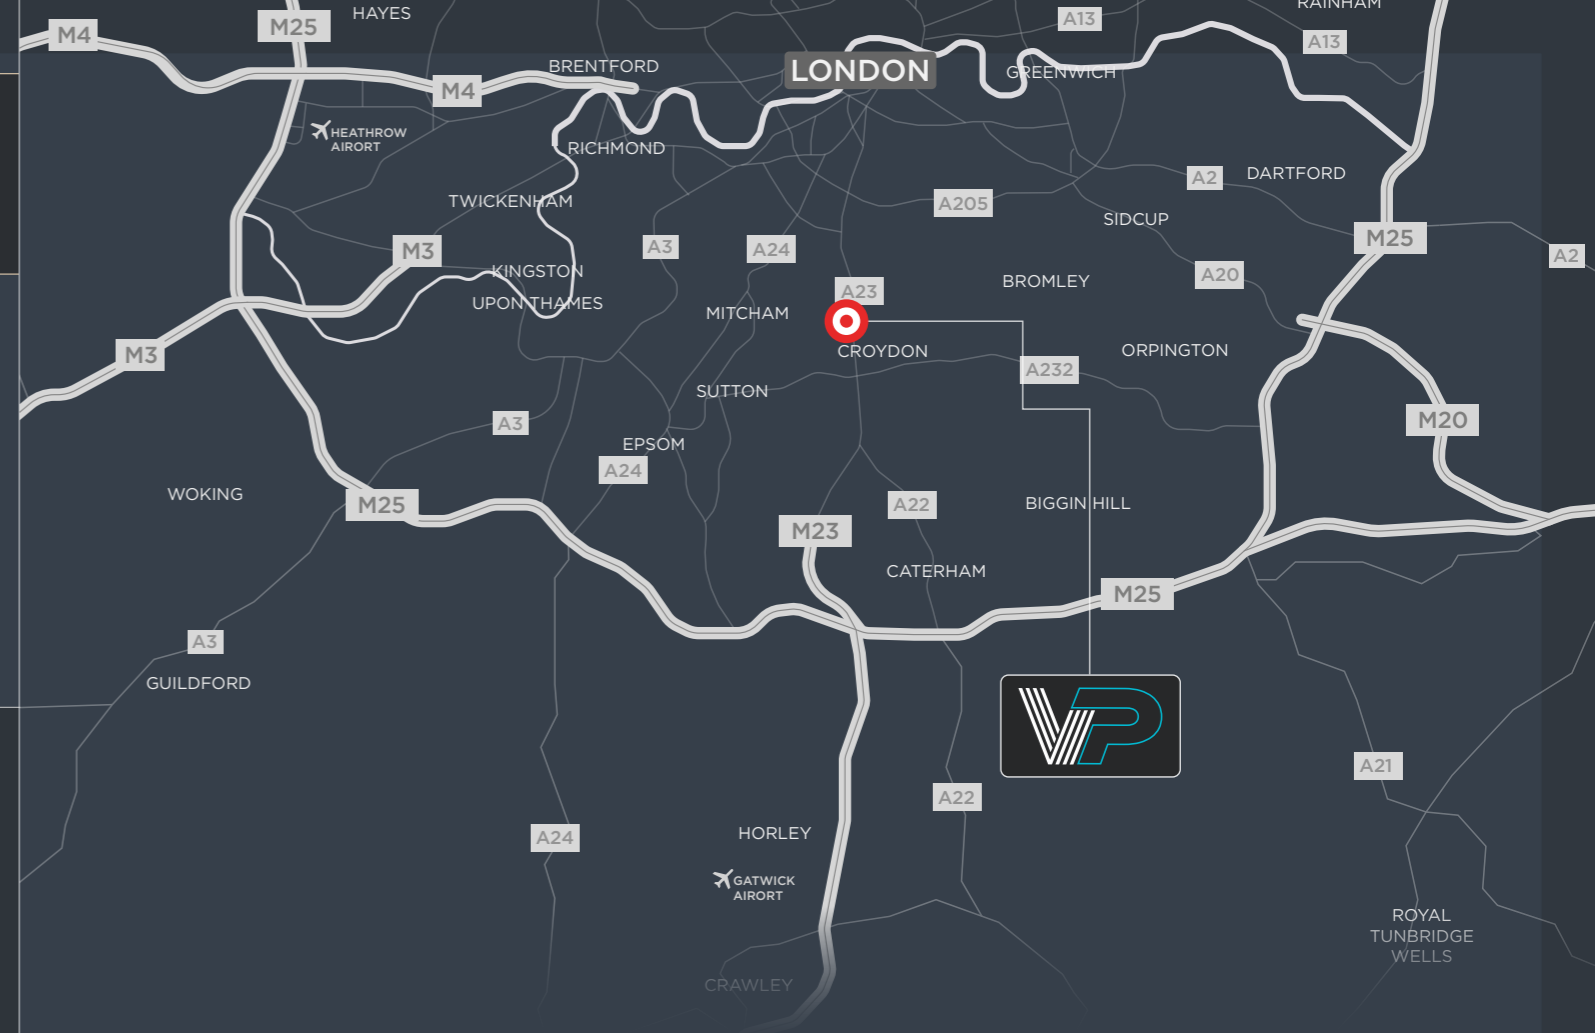 RAINHAM
HAYES
A13
M25
M4
A13
BRENTFORD
LONDON
GREENWICH
M4
HEATHROW
AIRORT
RICHMOND
DARTFORD
A2
TWICKENHAM
A205
SIDCUP
M25
M3
A3
A24
A2
KINGSTON
UPON THAMES
A20
BROMLEY
A23
MITCHAM
CROYDON
ORPINGTON
M3
A232
SUTTON
M20
A3
EPSOM
A24
WOKING
M25
A22
BIGGIN HILL
M23
CATERHAM
M25
A3
GUILDFORD
VP
A21
A22
HORLEY
A24
GATWICK
AIRORT
ROYAL
TUNBRIDGE
WELLS
CRAWLEY